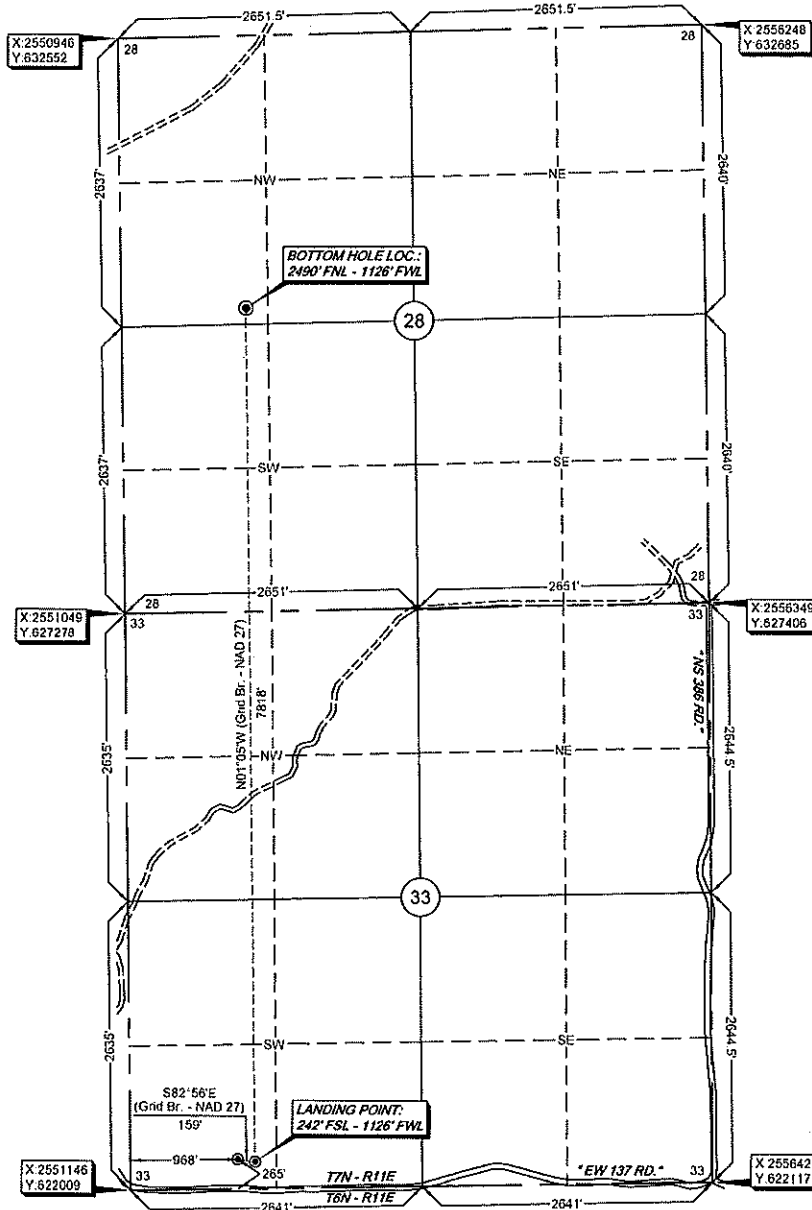 2651.5'
2651.5'
X:2550946
Y:632552
28
28
X:2556248
Y:632685
2637'
NW
NE
2640'
BOTTOM HOLE LOC.:
2490' FNL - 1126' FWL
28
2637'
SW
SE
2640'
28
2651'
2651'
28
X:2551049
Y:627278
33
33
X:2556349
Y:627406
N01°05'W (Grid Br. - NAD 27)
7818'
"NS 386 RD."
2635'
NW
NE
2644.5'
33
2635'
SW
SE
2644.5'
S82°56'E
(Grid Br. - NAD 27)
159'
LANDING POINT:
242' FSL - 1126' FWL
968'
265'
X:2551146
Y:622009
33
T7N - R11E
T6N - R11E
"EW 137 RD."
33
X:255642
Y:622117
2641'
2641'